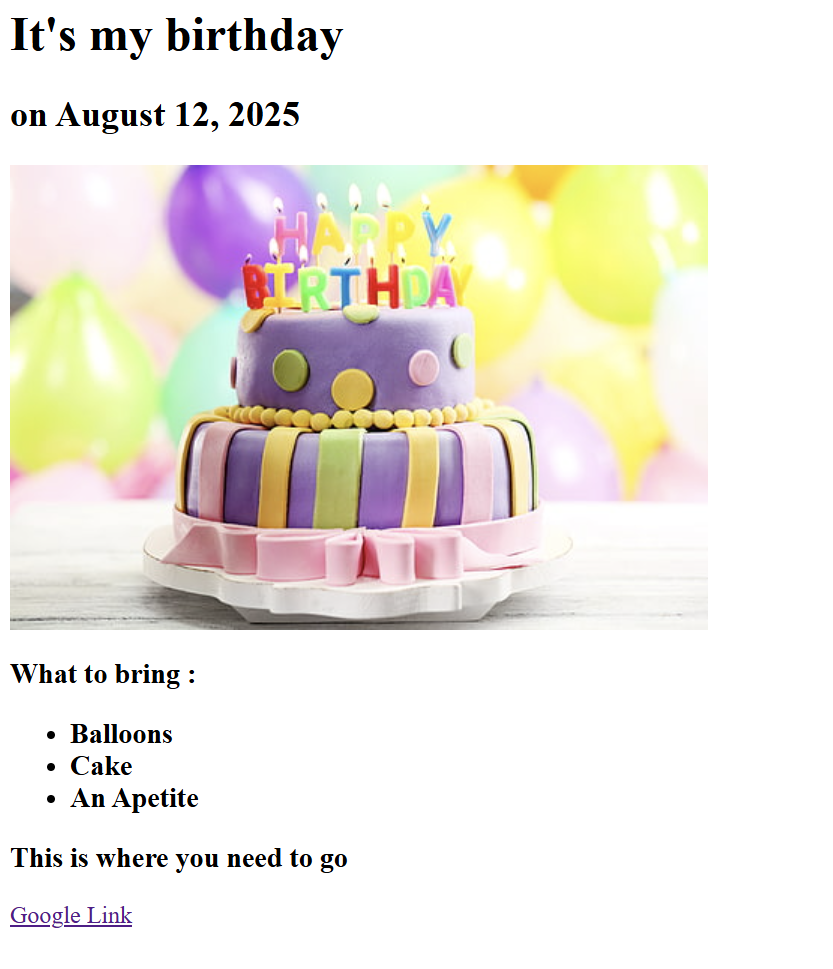 It's my birthday
on August 12, 2025
HAPPY
BIRTHDAY
What to bring :
Balloons
Cake
An Apetite
This is where you need to go
Google Link